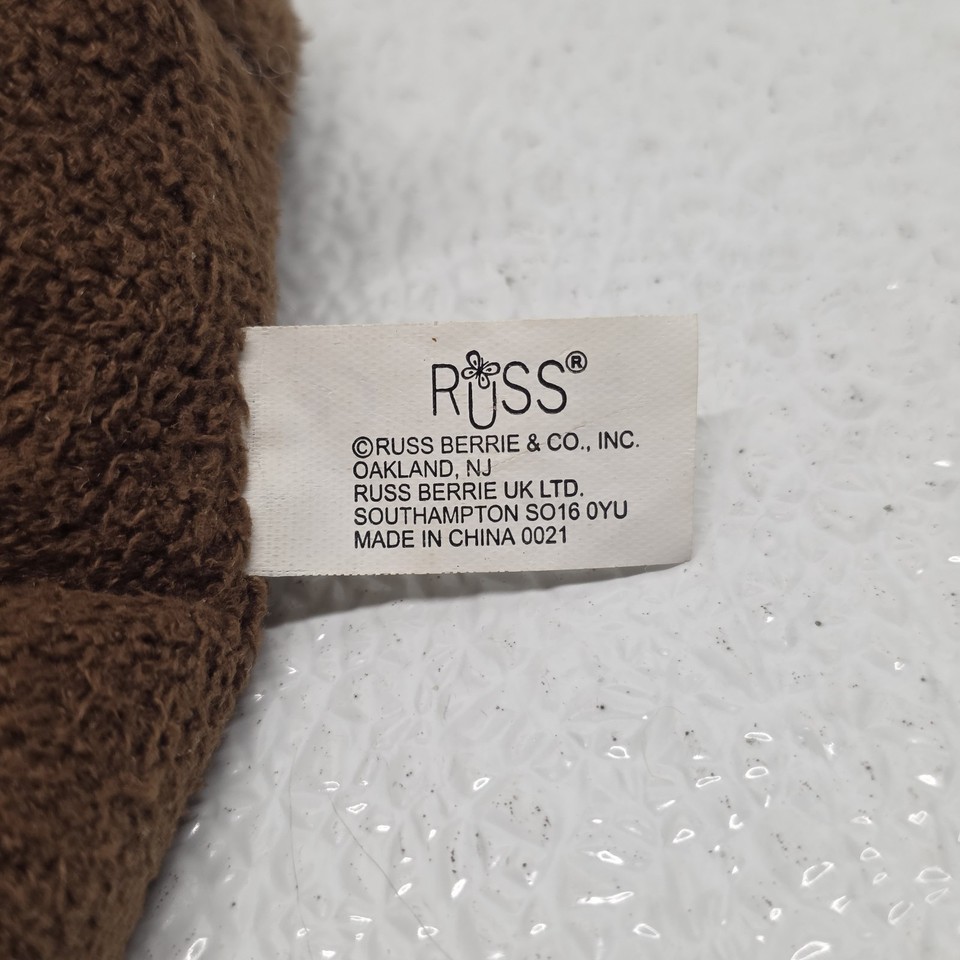 RUSS®
©RUSS BERRIE & CO., INC.
OAKLAND, NJ
RUSS BERRIE UK LTD.
SOUTHAMPTON SO16 0YU
MADE IN CHINA 0021